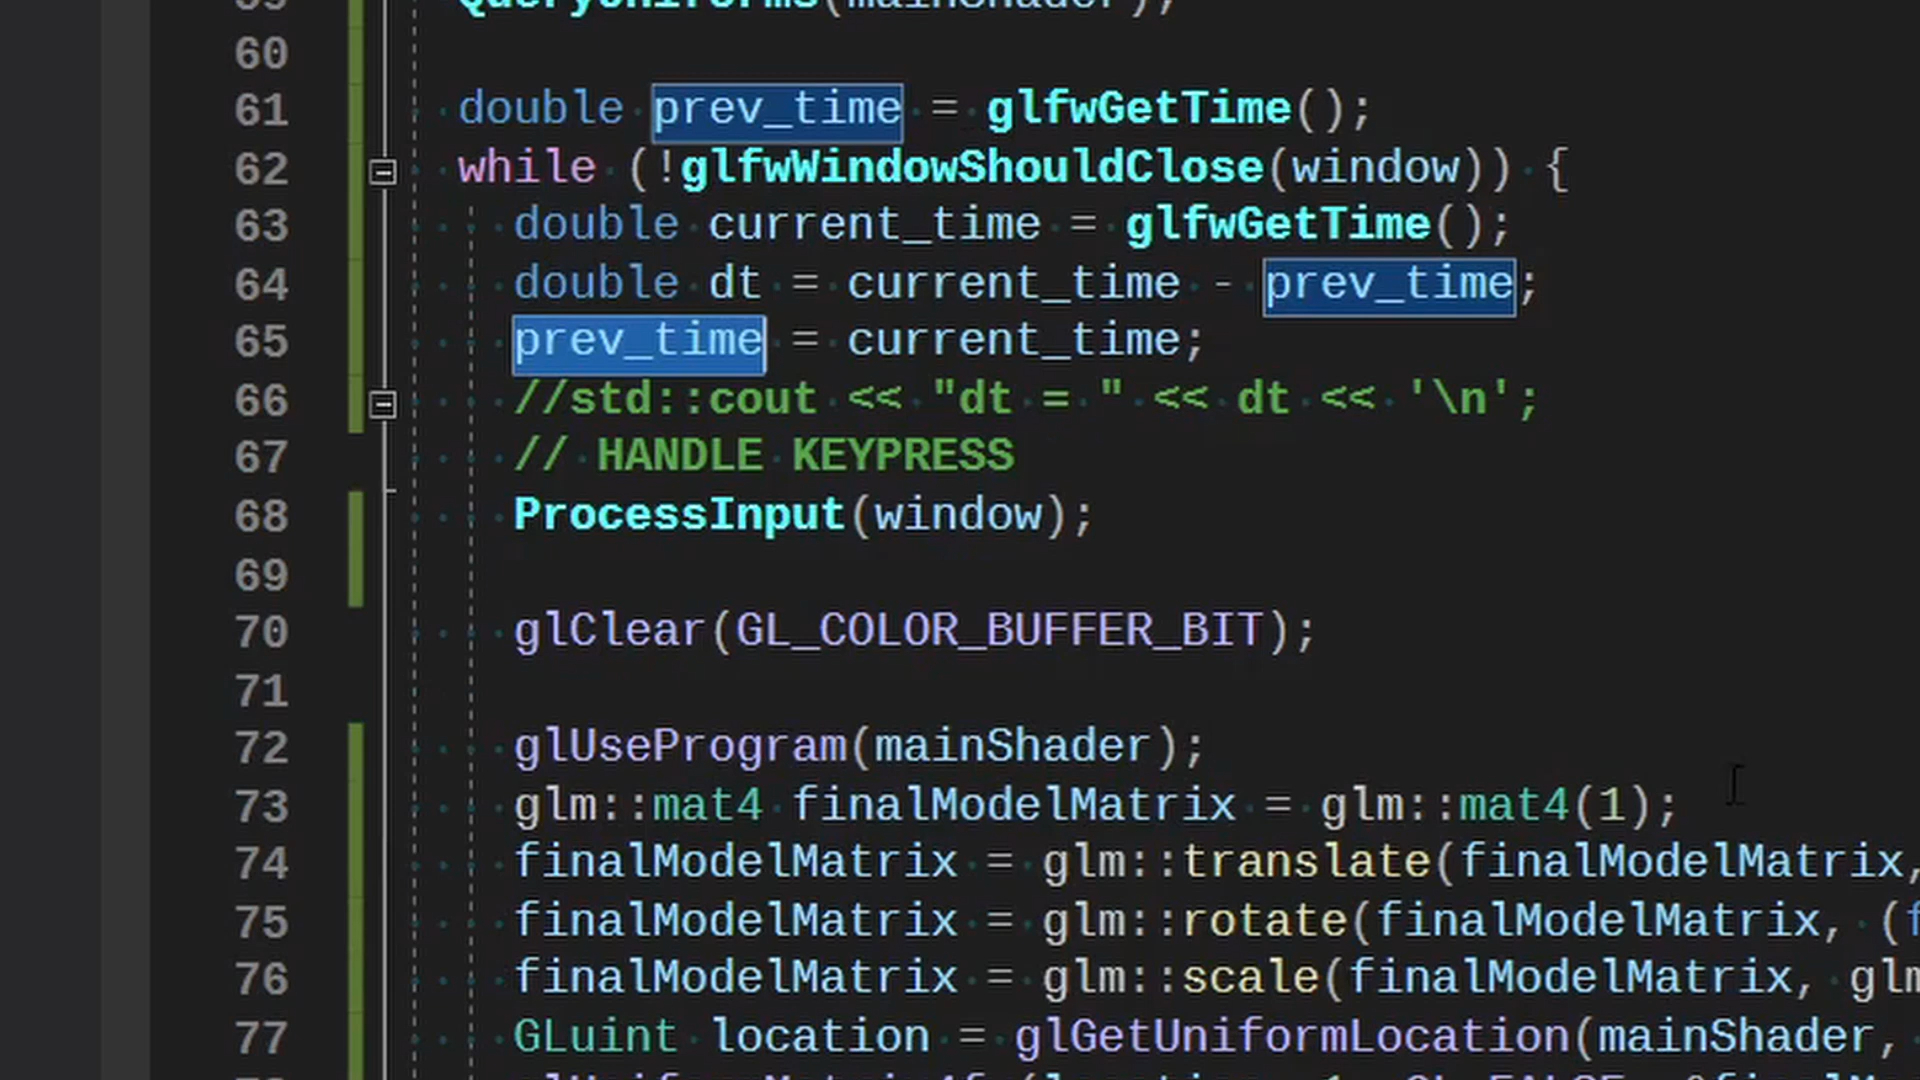 59 QueryUniforms(mainShader);
60
61 double prev_time = glfwGetTime();
62 while (!glfwWindowShouldClose(window)) {
63 double current_time = glfwGetTime();
64 double dt = current_time - prev_time;
65 prev_time = current_time;
66 //std::cout << "dt = " << dt << '\n';
67 // HANDLE KEYPRESS
68 ProcessInput(window);
69
70 glClear(GL_COLOR_BUFFER_BIT);
71
72 glUseProgram(mainShader);
73 glm::mat4 finalModelMatrix = glm::mat4(1);
74 finalModelMatrix = glm::translate(finalModelMatrix,
75 finalModelMatrix = glm::rotate(finalModelMatrix, (f
76 finalModelMatrix = glm::scale(finalModelMatrix, glm
77 GLuint location = glGetUniformLocation(mainShader,